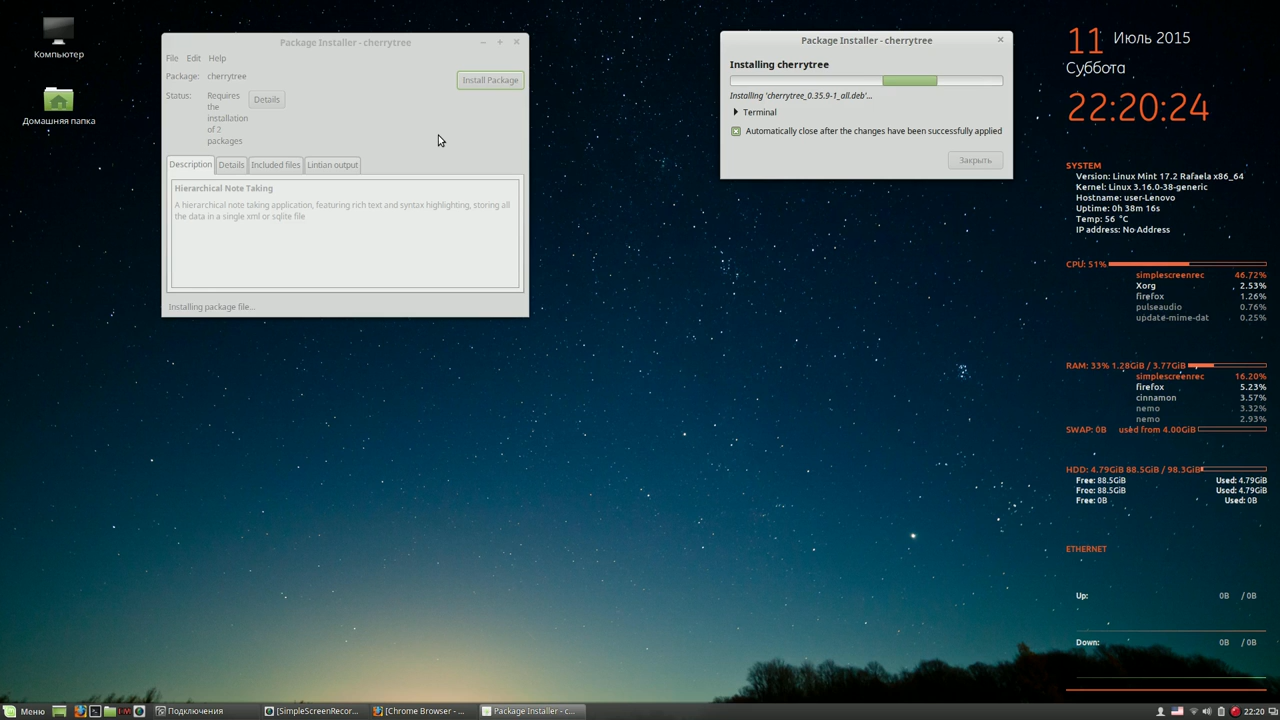 Компьютер
Домашняя папка
Package Installer - cherrytree
File Edit Help
Package: cherrytree
Install Package
Status: Requires
the
installation
of 2
packages
Details
Description Details Included files Lintian output
Hierarchical Note Taking
A hierarchical note taking application, featuring rich text and syntax highlighting, storing all
the data in a single xml or sqlite file
Installing package file...
Package Installer - cherrytree
Installing cherrytree
Installing 'cherrytree_0.35.9-1_all.deb'...
Terminal
Automatically close after the changes have been successfully applied
Закрыть
11 Июль 2015
Суббота
22:20:24
SYSTEM
Version: Linux Mint 17.2 Rafaela x86_64
Kernel: Linux 3.16.0-38-generic
Hostname: user-Lenovo
Uptime: 0h 38m 16s
Temp: 56 °C
IP address: No Address
CPU: 51%
simplescreenrec 46.72%
Xorg 2.53%
firefox 1.26%
pulseaudio 0.76%
update-mime-dat 0.25%
RAM: 33% 1.28GiB / 3.77GiB
simplescreenrec 16.20%
firefox 5.23%
cinnamon 3.57%
nemo 3.32%
nemo 2.93%
SWAP: 0B used from 4.00GiB
HDD: 4.79GiB 88.5GiB / 98.3GiB
Free: 88.5GiB Used: 4.79GiB
Free: 88.5GiB Used: 4.79GiB
Free: 0B Used: 0B
ETHERNET
Up: 0B / 0B
Down: 0B / 0B
Меню
Подключения
[SimpleScreenRecor...
[Chrome Browser - ...
Package Installer - c...
22:20